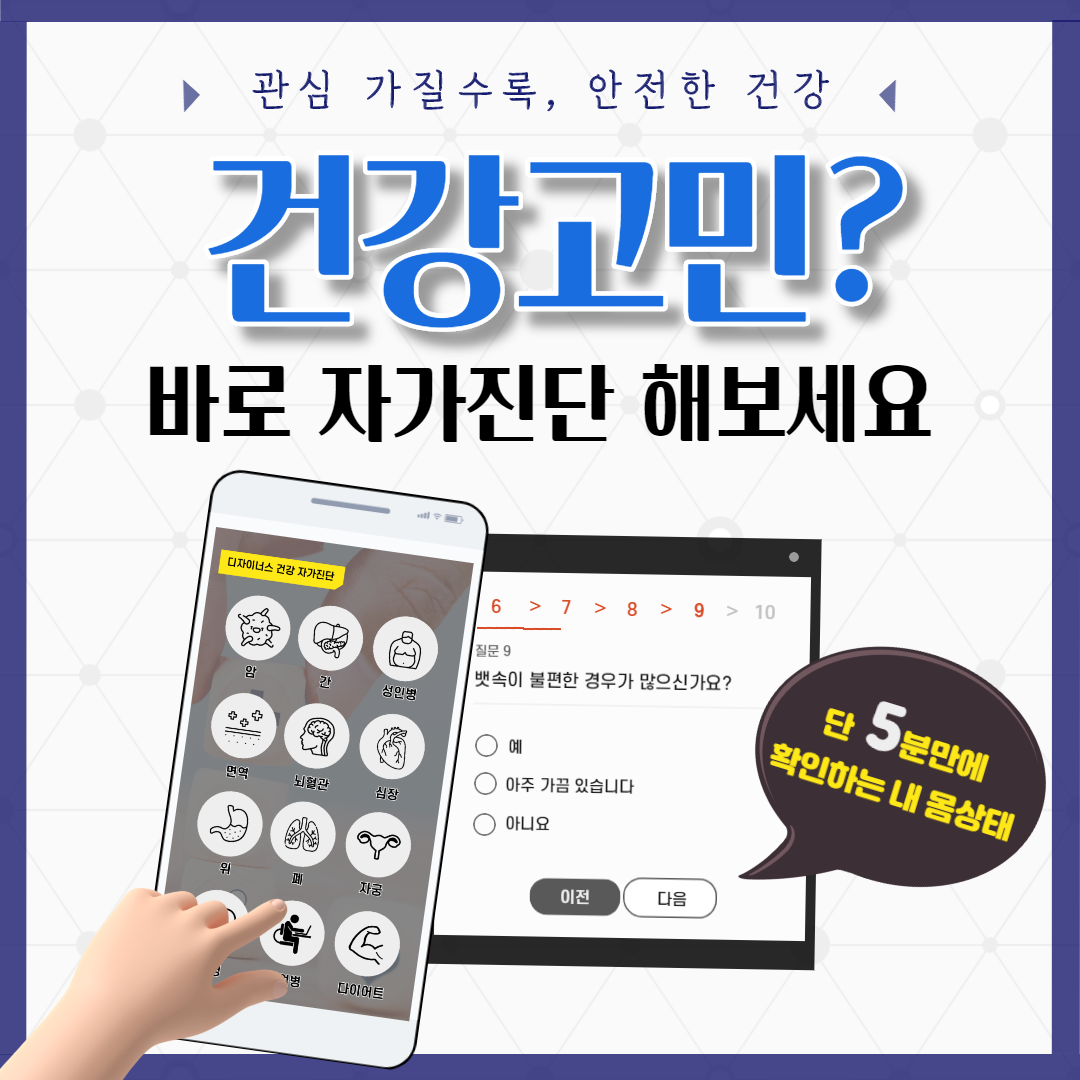 관심 가질수록, 안전한 건강
건강고민?
바로 자가진단 해보세요
디자이너스 건강 자가진단
암
간
성인병
면역
뇌혈관
심장
위
폐
자궁
다이어트
6 > 7 > 8 > 9 > 10
질문 9
뱃속이 불편한 경우가 많으신가요?
예
아주 가끔 있습니다
아니요
이전
다음
단 5분만에
확인하는 내 몸상태